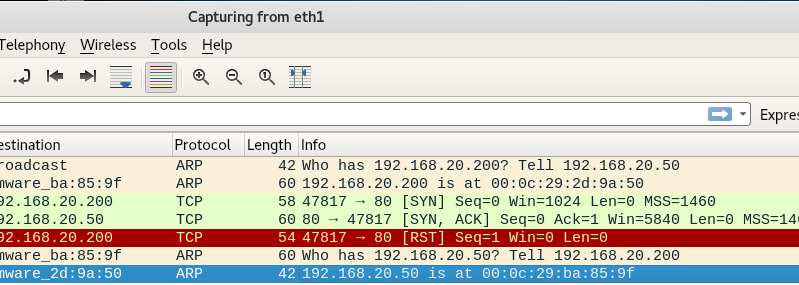 Capturing from eth1
Telephony Wireless Tools Help
Expres
estination Protocol Length Info
roadcast ARP 42 Who has 192.168.20.200? Tell 192.168.20.50
mware_ba:85:9f ARP 60 192.168.20.200 is at 00:0c:29:2d:9a:50
92.168.20.200 TCP 58 47817 → 80 [SYN] Seq=0 Win=1024 Len=0 MSS=1460
92.168.20.50 TCP 60 80 → 47817 [SYN, ACK] Seq=0 Ack=1 Win=5840 Len=0 MSS=146
92.168.20.200 TCP 54 47817 → 80 [RST] Seq=1 Win=0 Len=0
mware_ba:85:9f ARP 60 Who has 192.168.20.50? Tell 192.168.20.200
mware_2d:9a:50 ARP 42 192.168.20.50 is at 00:0c:29:ba:85:9f